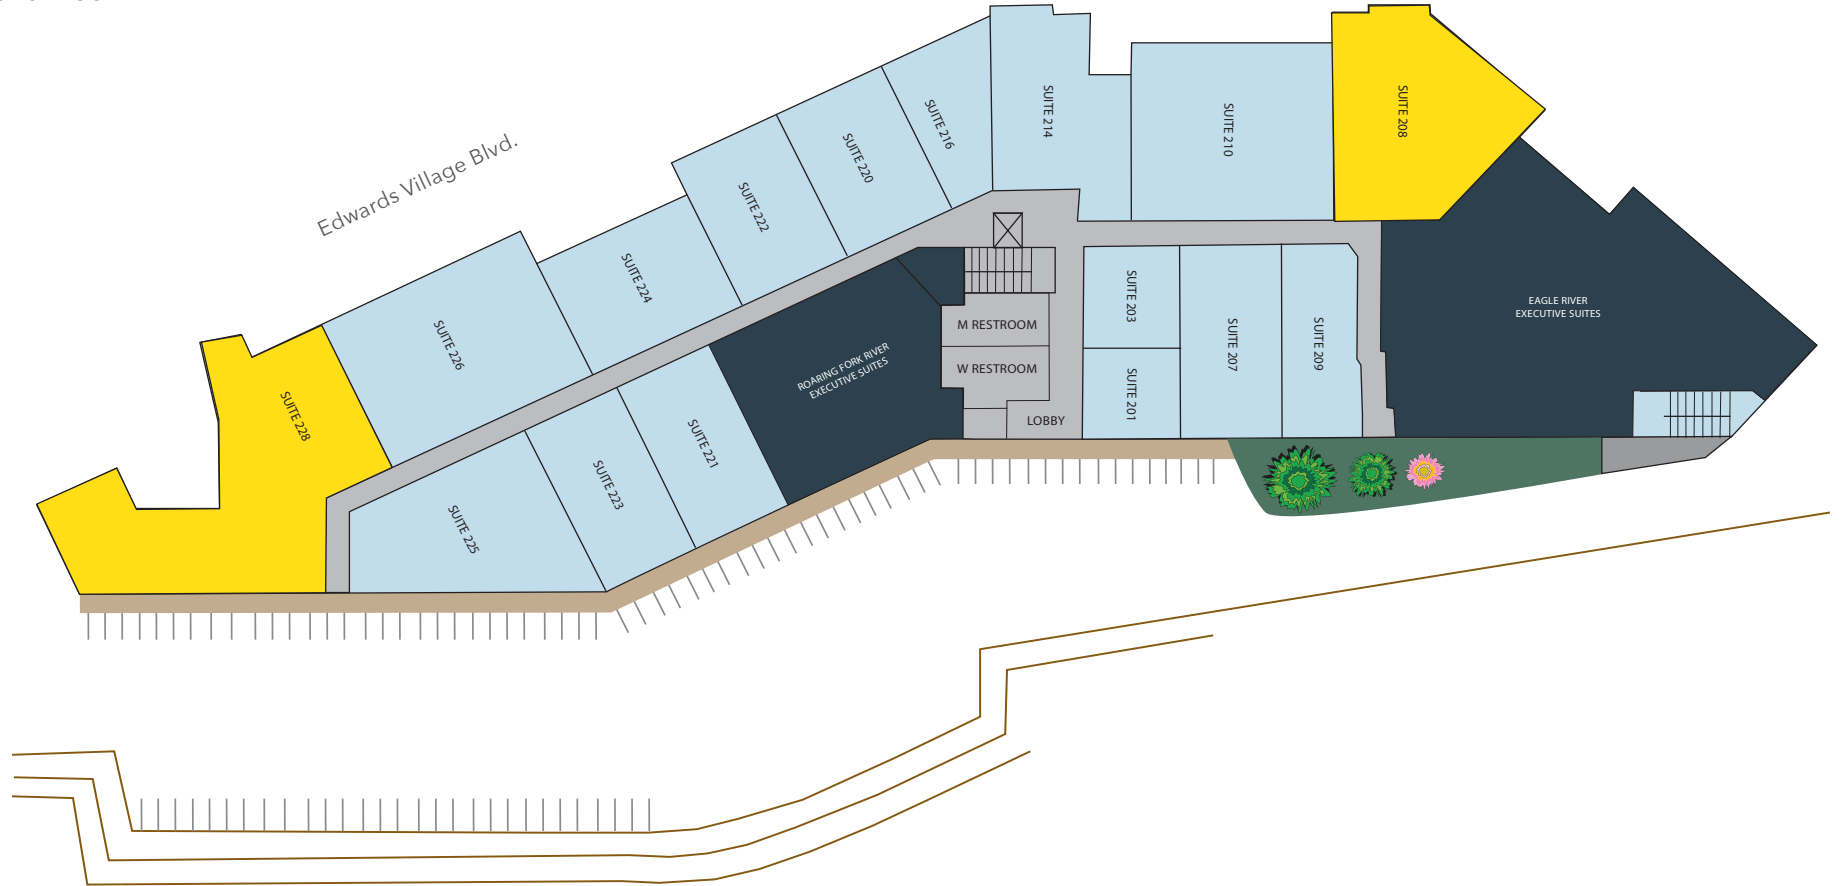 Edwards Village Blvd.
SUITE 216
SUITE 214
SUITE 210
SUITE 208
SUITE 220
SUITE 222
SUITE 224
SUITE 226
SUITE 228
SUITE 203
SUITE 207
SUITE 209
EAGLE RIVER
EXECUTIVE SUITES
M RESTROOM
W RESTROOM
ROARING FORK RIVER
EXECUTIVE SUITES
SUITE 201
LOBBY
SUITE 221
SUITE 223
SUITE 225